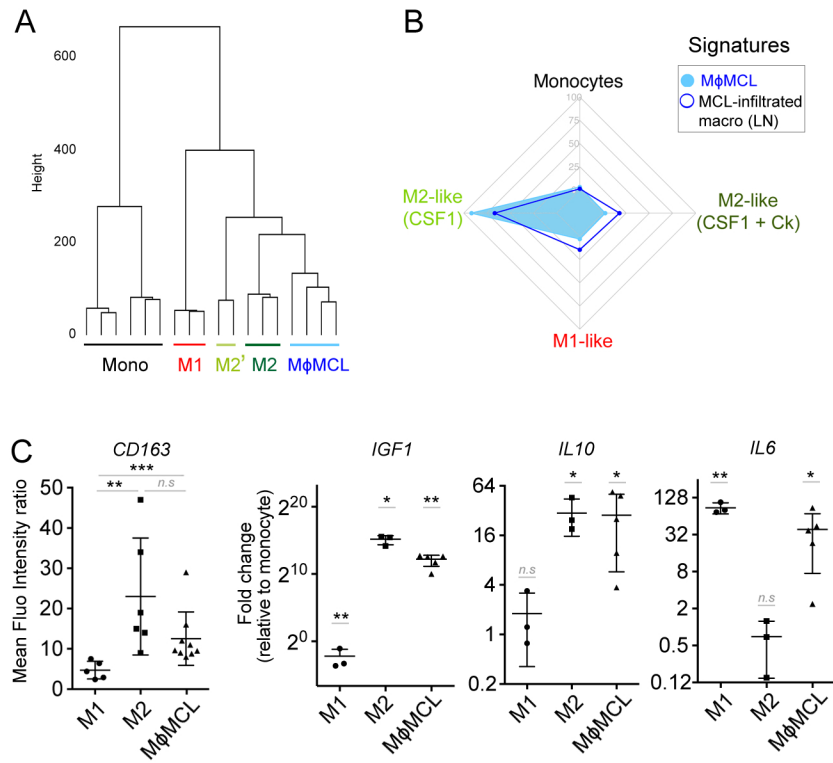 A
600
400
200
0
Height
Mono
M1
M2’
M2
MϕMCL
B
Signatures
MϕMCL
MCL-infiltrated
macro (LN)
Monocytes
100
75
50
25
M2-like
(CSF1)
M2-like
(CSF1 + Ck)
M1-like
C
CD163
***
**
n.s
50
40
30
20
10
0
Mean Fluo Intensity ratio
M1
M2
MϕMCL
IGF1
2^20
2^10
2^0
Fold change
(relative to monocyte)
**
*
**
M1
M2
MϕMCL
IL10
64
16
4
1
0.2
n.s
*
*
M1
M2
MϕMCL
IL6
128
32
8
2
0.5
0.12
**
n.s
*
M1
M2
MϕMCL